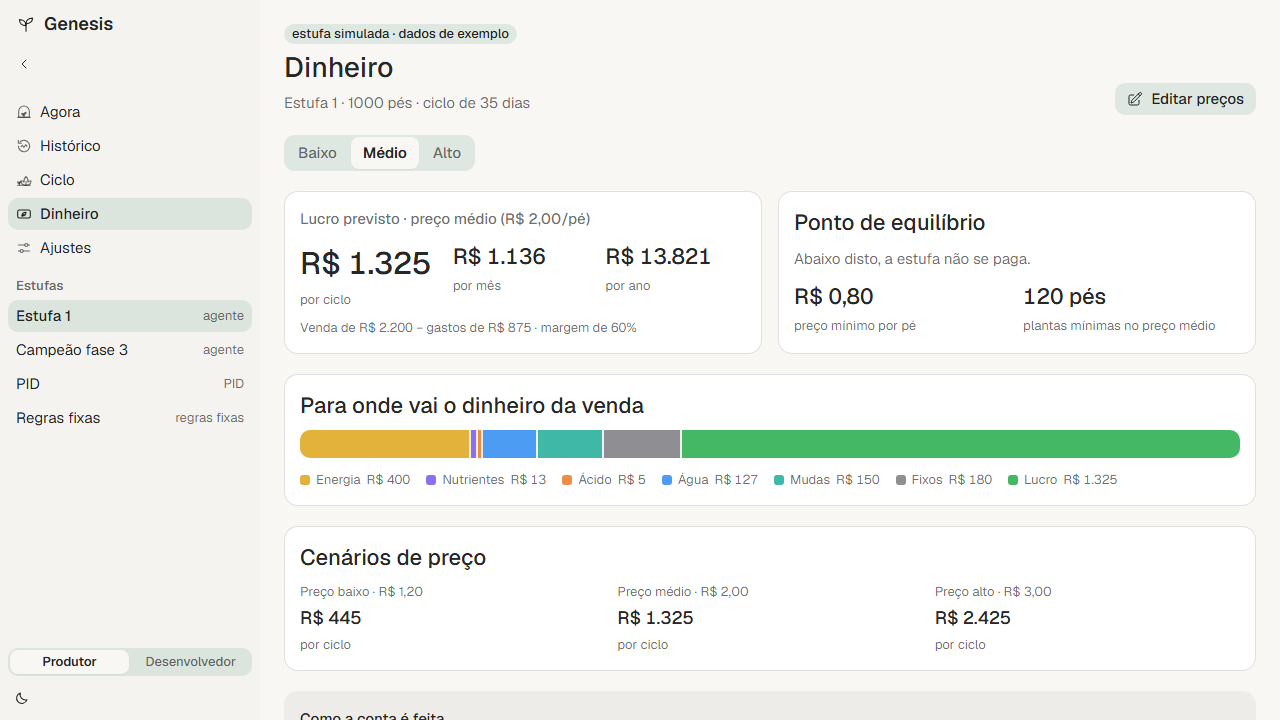 Genesis
Agora
Histórico
Ciclo
Dinheiro
Ajustes
Estufas
Estufa 1 agente
Campeão fase 3 agente
PID PID
Regras fixas regras fixas
Produtor Desenvolvedor
estufa simulada · dados de exemplo
Dinheiro
Estufa 1 · 1000 pés · ciclo de 35 dias
Editar preços
Baixo Médio Alto
Lucro previsto · preço médio (R$ 2,00/pé)
R$ 1.325 R$ 1.136 R$ 13.821
por ciclo por mês por ano
Venda de R$ 2.200 − gastos de R$ 875 · margem de 60%
Ponto de equilíbrio
Abaixo disto, a estufa não se paga.
R$ 0,80 120 pés
preço mínimo por pé plantas mínimas no preço médio
Para onde vai o dinheiro da venda
Energia R$ 400 Nutrientes R$ 13 Ácido R$ 5 Água R$ 127 Mudas R$ 150 Fixos R$ 180 Lucro R$ 1.325
Cenários de preço
Preço baixo · R$ 1,20 Preço médio · R$ 2,00 Preço alto · R$ 3,00
R$ 445 R$ 1.325 R$ 2.425
por ciclo por ciclo por ciclo
Como a conta é feita